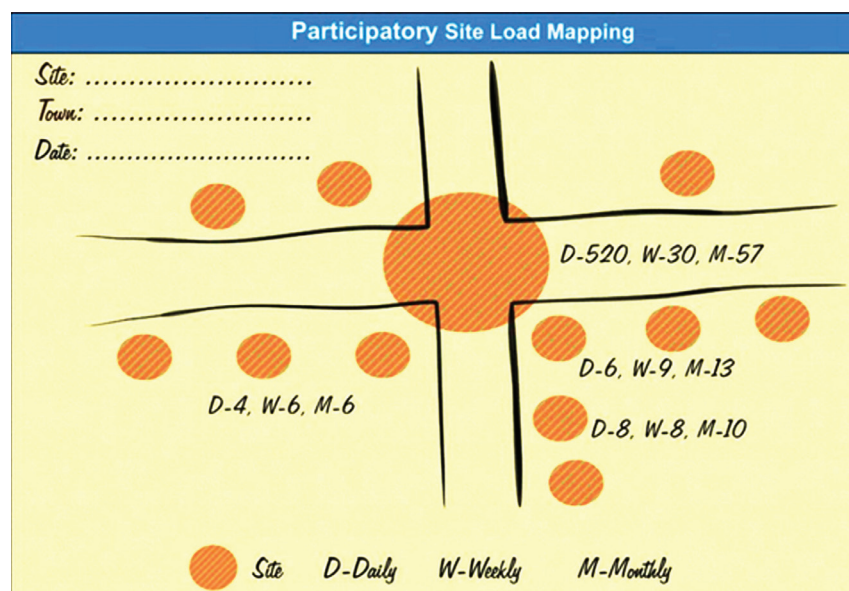 Participatory Site Load Mapping
Site: ..............................
Town: .............................
Date: ..............................
D-520, W-30, M-57
D-6, W-9, M-13
D-4, W-6, M-6
D-8, W-8, M-10
Site D-Daily W-Weekly M-Monthly